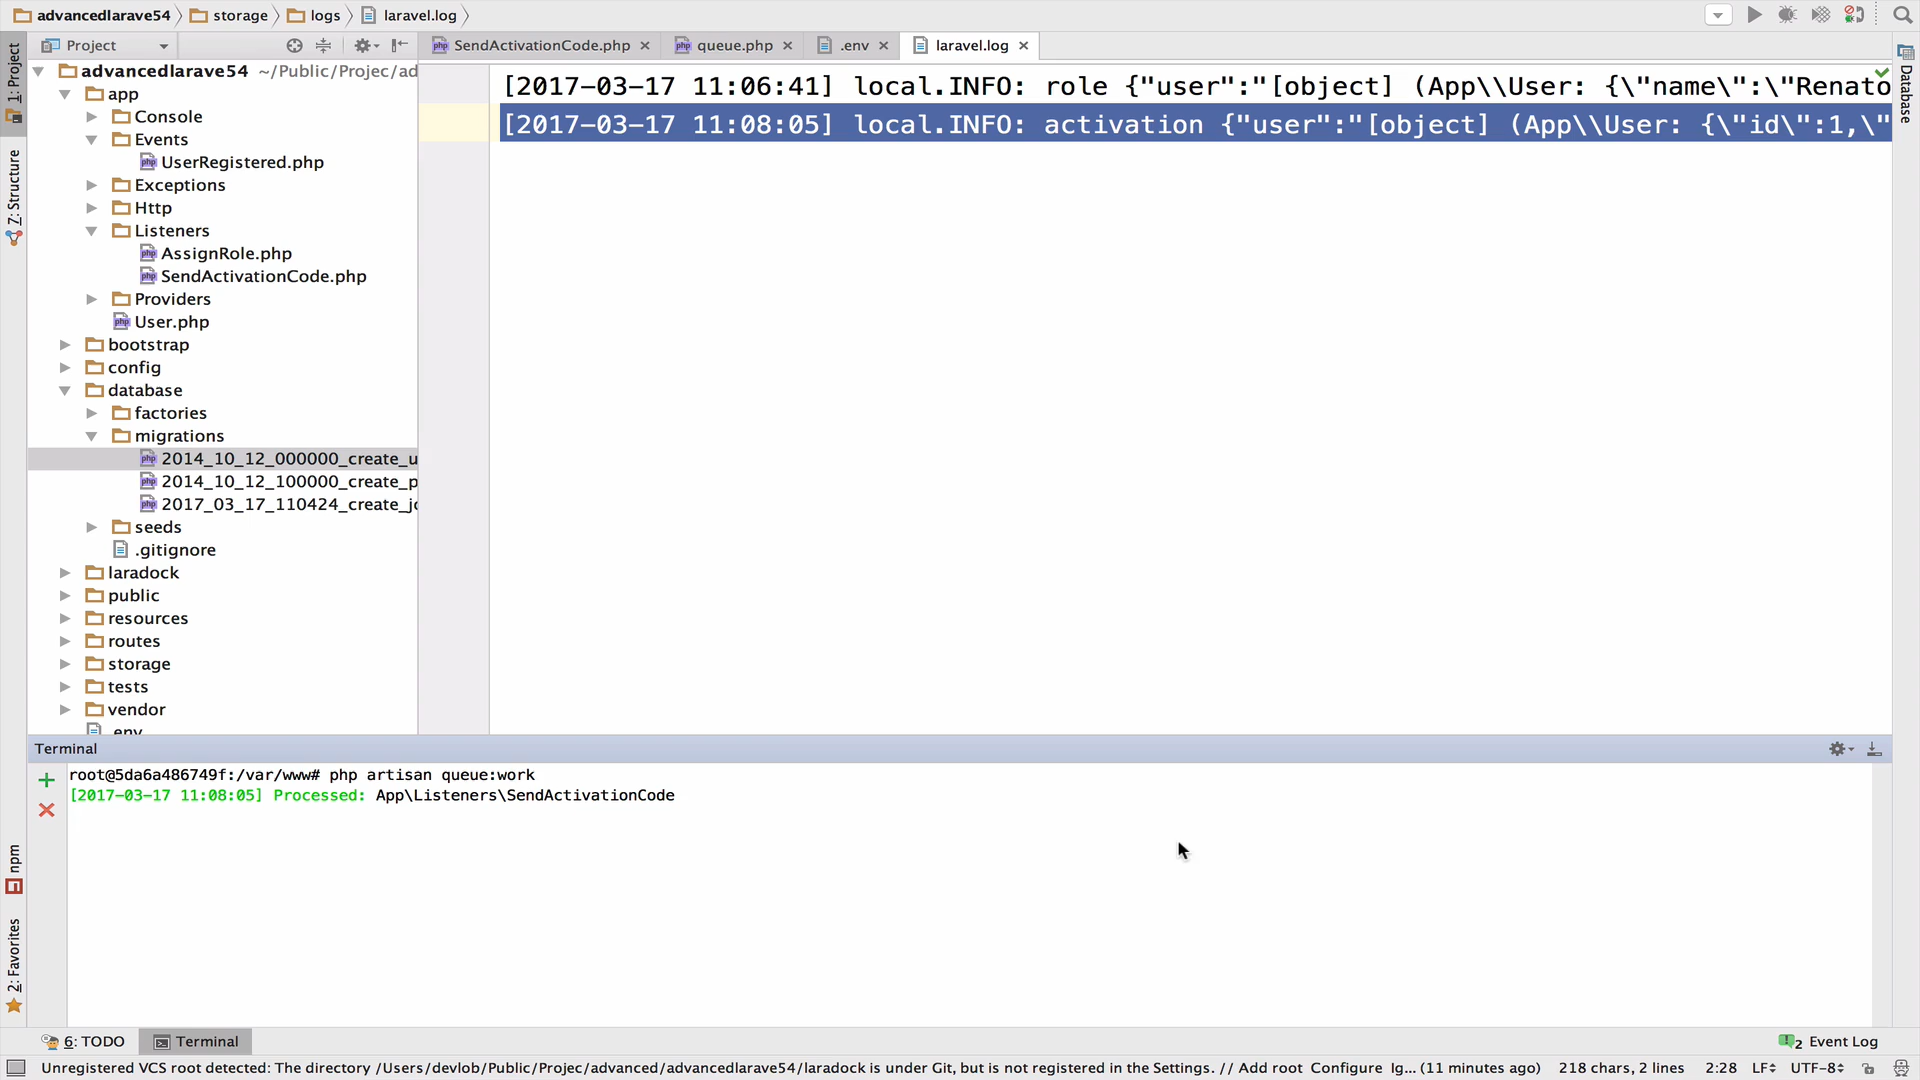 advancedlarave54
storage
logs
laravel.log
Project
SendActivationCode.php
queue.php
.env
laravel.log
1: Project
Z: Structure
npm
2: Favorites
Database
advancedlarave54 ~/Public/Projec/ad
app
Console
Events
UserRegistered.php
Exceptions
Http
Listeners
AssignRole.php
SendActivationCode.php
Providers
User.php
bootstrap
config
database
factories
migrations
2014_10_12_000000_create_u
2014_10_12_100000_create_p
2017_03_17_110424_create_jo
seeds
.gitignore
laradock
public
resources
routes
storage
tests
vendor
.env
[2017-03-17 11:06:41] local.INFO: role {"user":"[object] (App\\User: {\"name\":\"Renato
[2017-03-17 11:08:05] local.INFO: activation {"user":"[object] (App\\User: {\"id\":1,\"
Terminal
root@5da6a486749f:/var/www# php artisan queue:work
[2017-03-17 11:08:05] Processed: App\Listeners\SendActivationCode
6: TODO
Terminal
2 Event Log
Unregistered VCS root detected: The directory /Users/devlob/Public/Projec/advanced/advancedlarave54/laradock is under Git, but is not registered in the Settings. // Add root Configure Ig... (11 minutes ago)
218 chars, 2 lines
2:28
LF
UTF-8